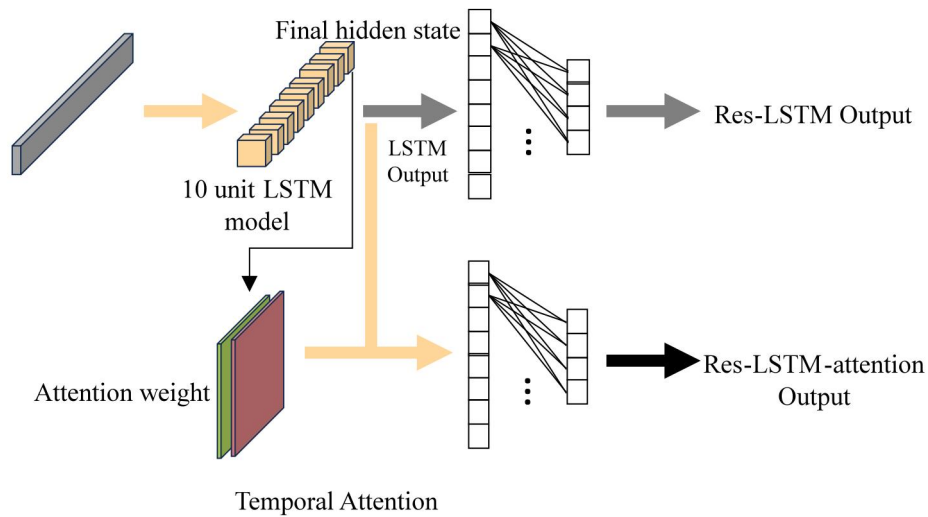 Final hidden state
LSTM
Output
Res-LSTM Output
10 unit LSTM
model
Attention weight
Res-LSTM-attention
Output
Temporal Attention